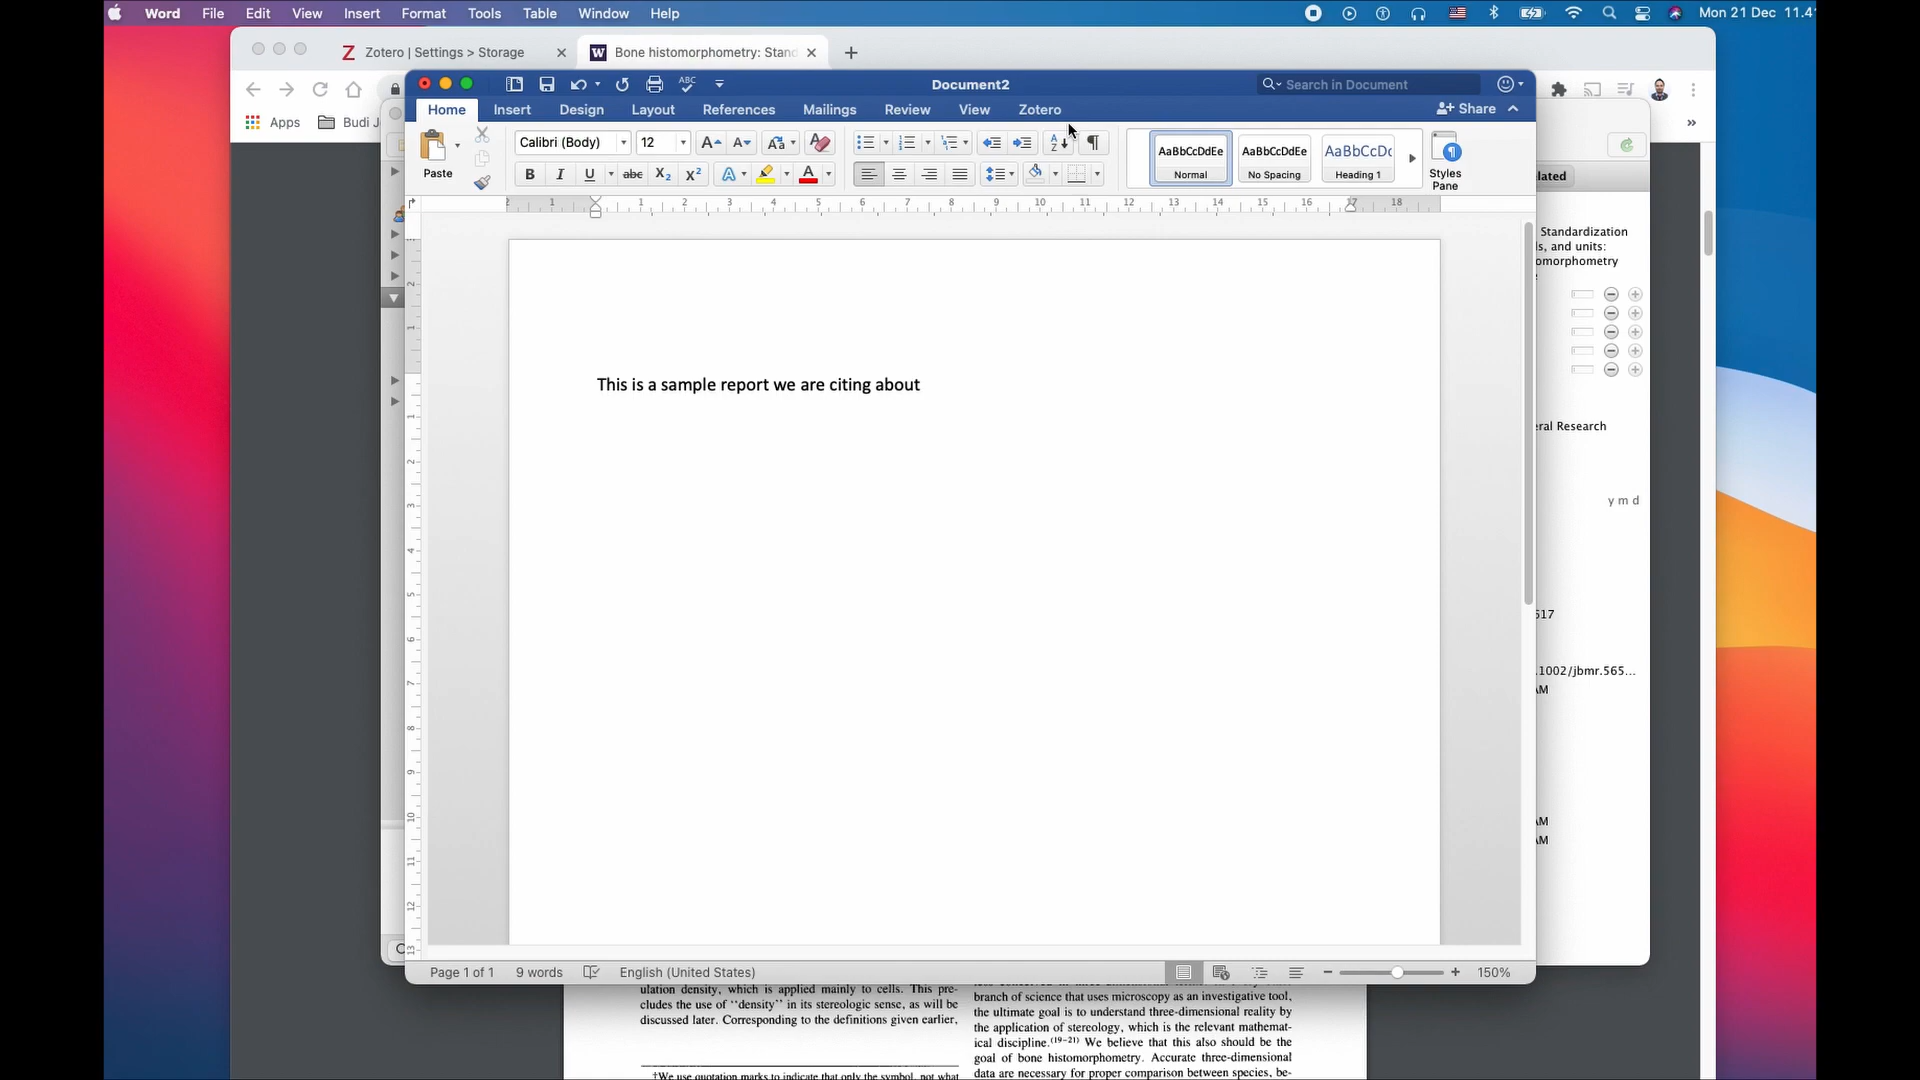 Word File Edit View Insert Format Tools Table Window Help Mon 21 Dec 11.41
Zotero | Settings > Storage
Bone histomorphometry: Stand
Apps Budi J
Document2
Search in Document
Home Insert Design Layout References Mailings Review View Zotero
Share
Paste
Calibri (Body) 12
B I U abc X₂ X²
AaBbCcDdEe AaBbCcDdEe AaBbCcDc
Normal No Spacing Heading 1
Styles
Pane
lated
This is a sample report we are citing about
Standardization
ls, and units:
omorphometry
eral Research
y m d
517
.1002/jbmr.565...
AM
AM
AM
Page 1 of 1 9 words English (United States) 150%
ulation density, which is applied mainly to cells. This pre-
cludes the use of "density" in its stereologic sense, as will be
discussed later. Corresponding to the definitions given earlier,
†We use quotation marks to indicate that only the symbol, not what
branch of science that uses microscopy as an investigative tool,
the ultimate goal is to understand three-dimensional reality by
the application of stereology, which is the relevant mathemat-
ical discipline.(19-21) We believe that this also should be the
goal of bone histomorphometry. Accurate three-dimensional
data are necessary for proper comparison between species, be-